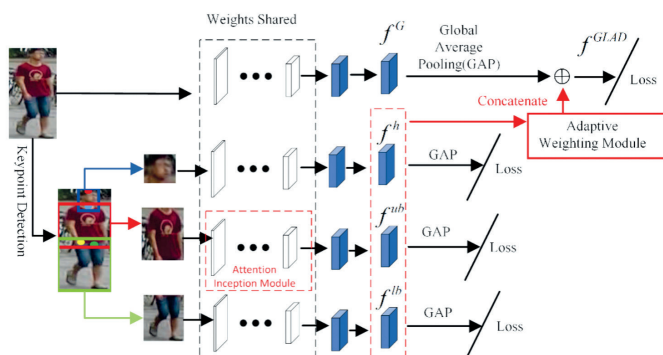 Weights Shared
f^G
Global
Average
Pooling(GAP)
f^GLAD
Loss
Concatenate
Adaptive
Weighting Module
Keypoint Detection
f^h
GAP
Loss
f^ub
GAP
Loss
Attention
Inception Module
f^lb
GAP
Loss